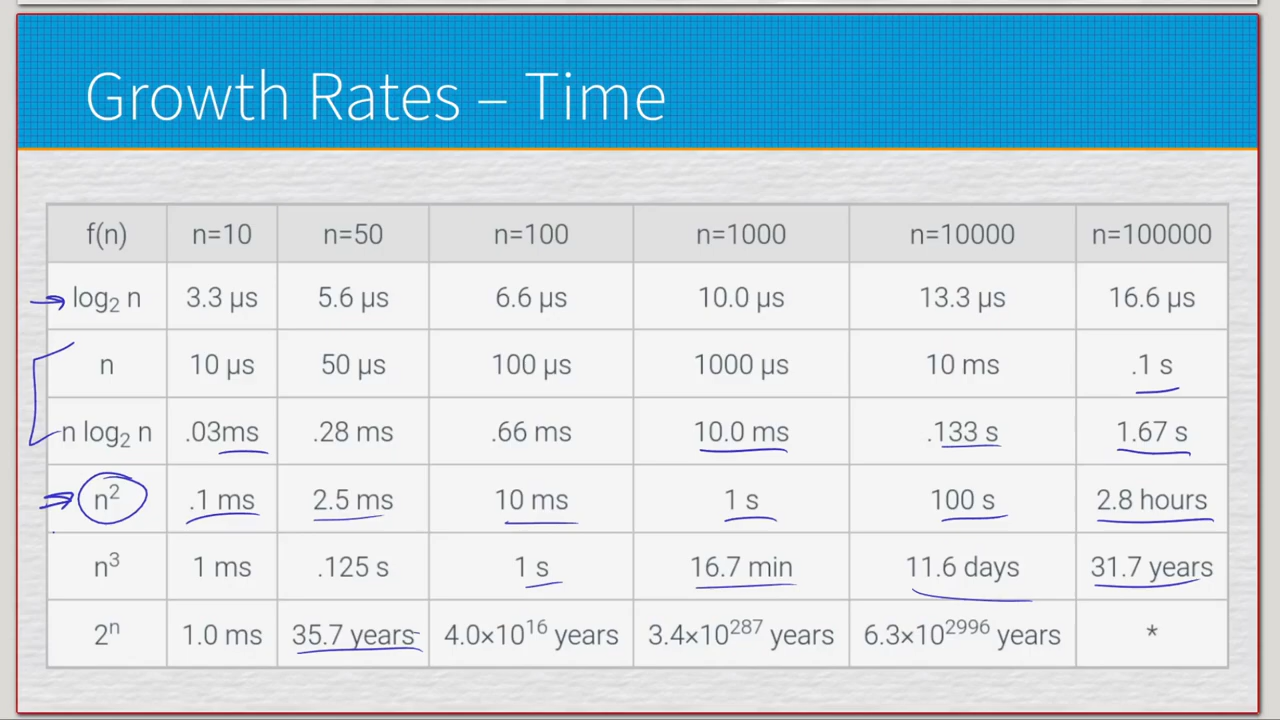 Growth Rates – Time
f(n) n=10 n=50 n=100 n=1000 n=10000 n=100000
log₂ n 3.3 µs 5.6 µs 6.6 µs 10.0 µs 13.3 µs 16.6 µs
n 10 µs 50 µs 100 µs 1000 µs 10 ms .1 s
n log₂ n .03ms .28 ms .66 ms 10.0 ms .133 s 1.67 s
n² .1 ms 2.5 ms 10 ms 1 s 100 s 2.8 hours
n³ 1 ms .125 s 1 s 16.7 min 11.6 days 31.7 years
2ⁿ 1.0 ms 35.7 years 4.0×10¹⁶ years 3.4×10²⁸⁷ years 6.3×10²⁹⁹⁶ years *